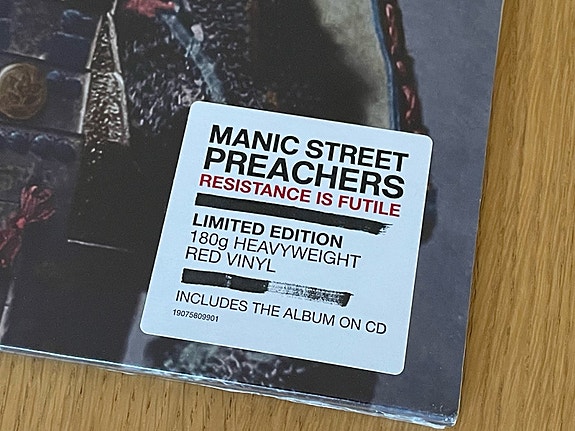 MANIC STREET
PREACHERS
RESISTANCE IS FUTILE
LIMITED EDITION
180g HEAVYWEIGHT
RED VINYL
INCLUDES THE ALBUM ON CD
19075809901